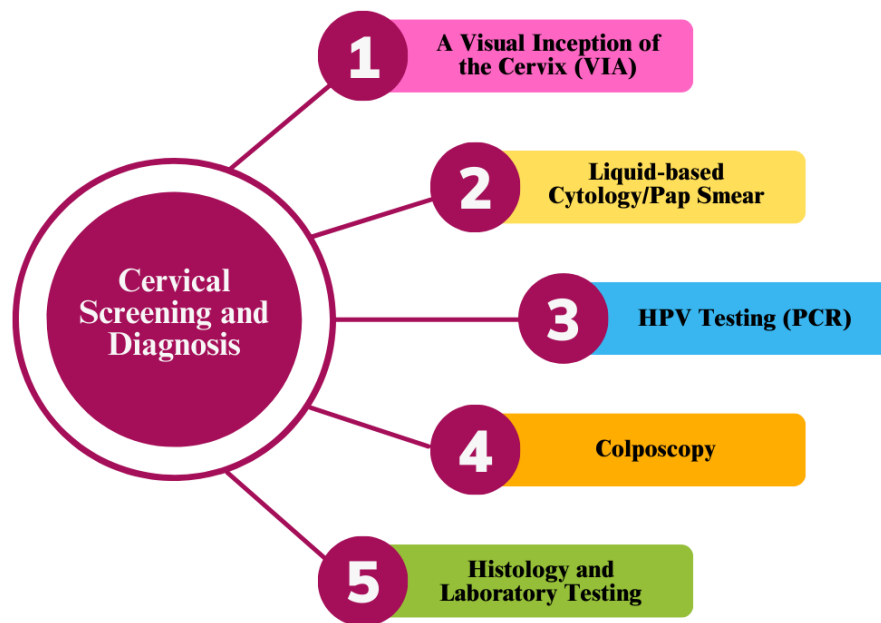 1
A Visual Inception of
the Cervix (VIA)
2
Liquid-based
Cytology/Pap Smear
Cervical
Screening and
Diagnosis
3
HPV Testing (PCR)
4
Colposcopy
5
Histology and
Laboratory Testing